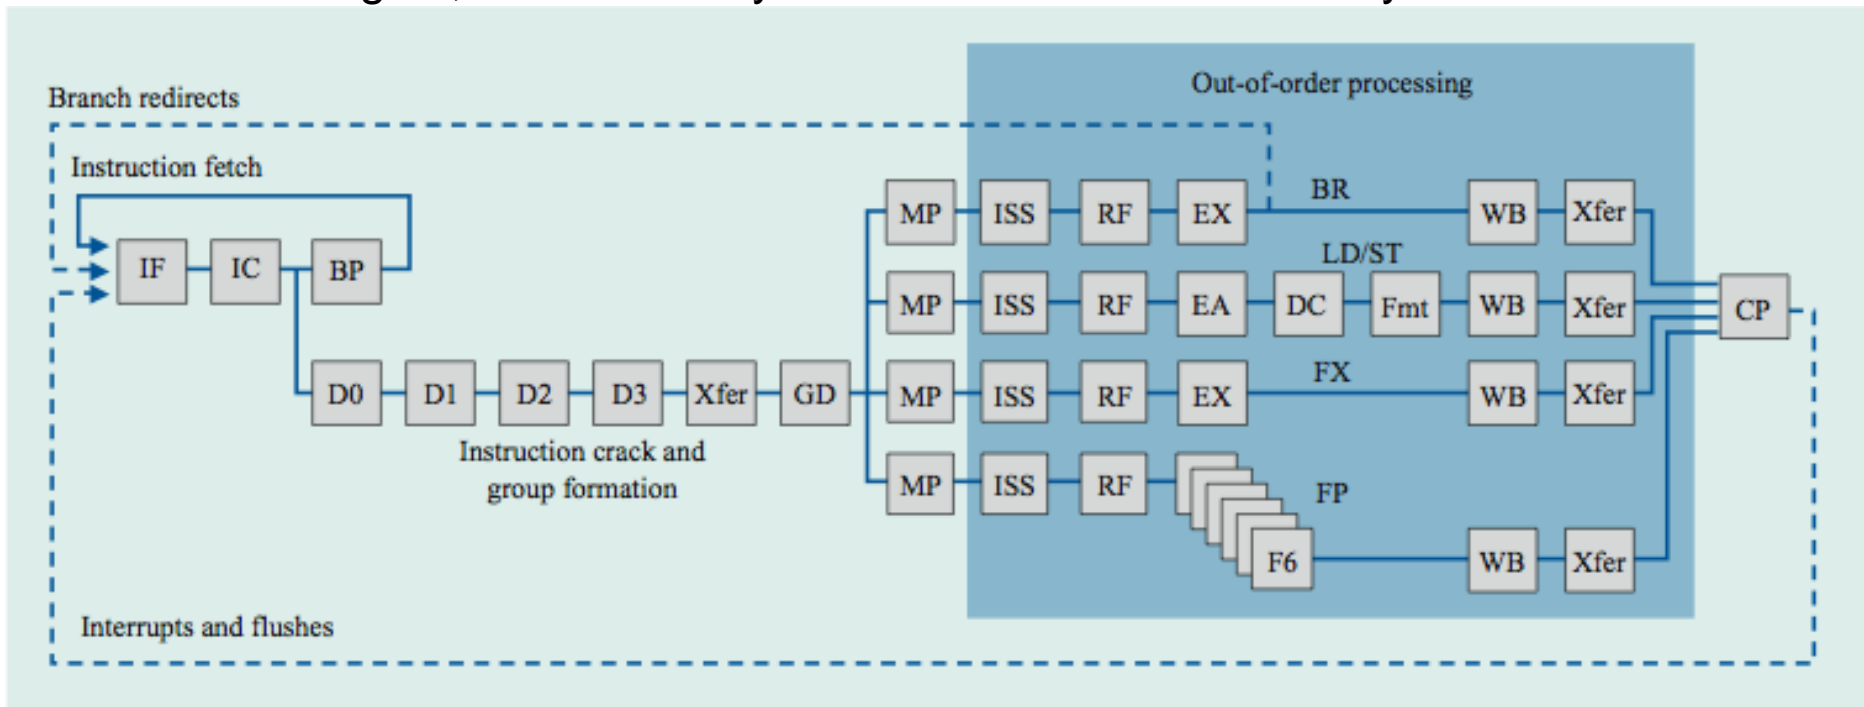 Out-of-order processing
Branch redirects
Instruction fetch
IF IC BP
MP ISS RF EX BR WB Xfer
LD/ST
MP ISS RF EA DC Fmt WB Xfer
CP
D0 D1 D2 D3 Xfer GD
MP ISS RF EX FX WB Xfer
Instruction crack and
group formation
MP ISS RF FP
F6 WB Xfer
Interrupts and flushes